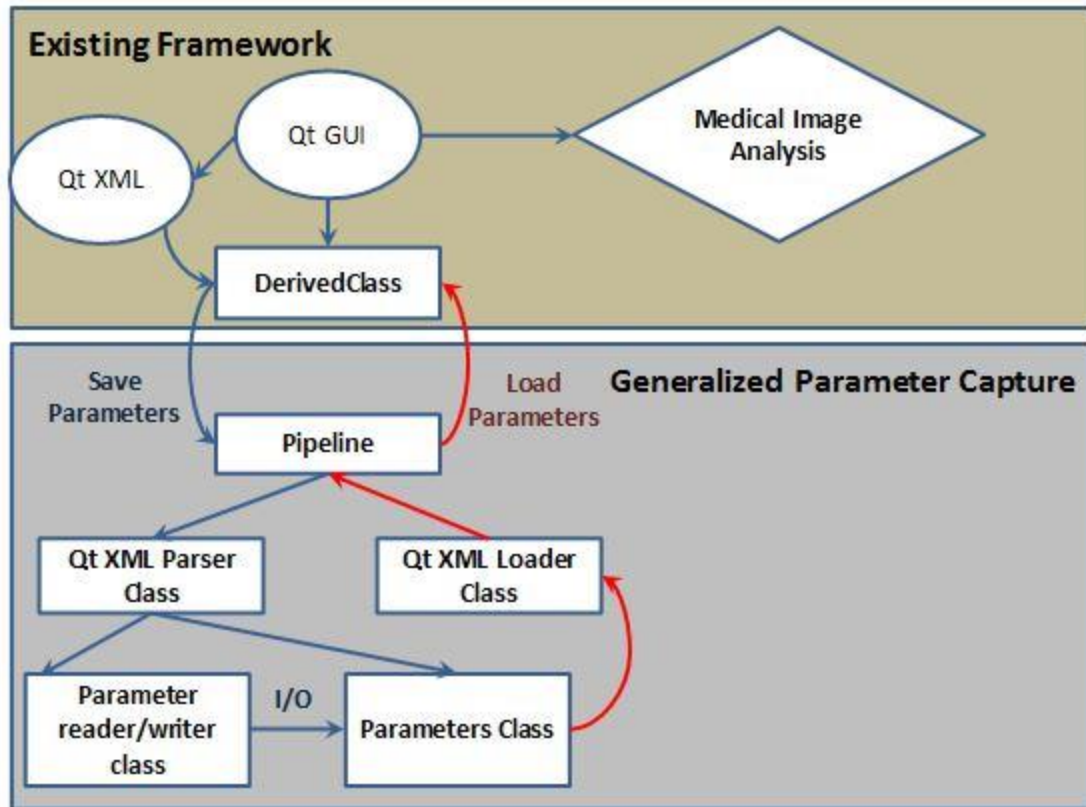 Existing Framework
Qt GUI
Qt XML
Medical Image
Analysis
DerivedClass
Save
Parameters
Load
Parameters
Generalized Parameter Capture
Pipeline
Qt XML Parser
Class
Qt XML Loader
Class
Parameter
reader/writer
class
I/O
Parameters Class